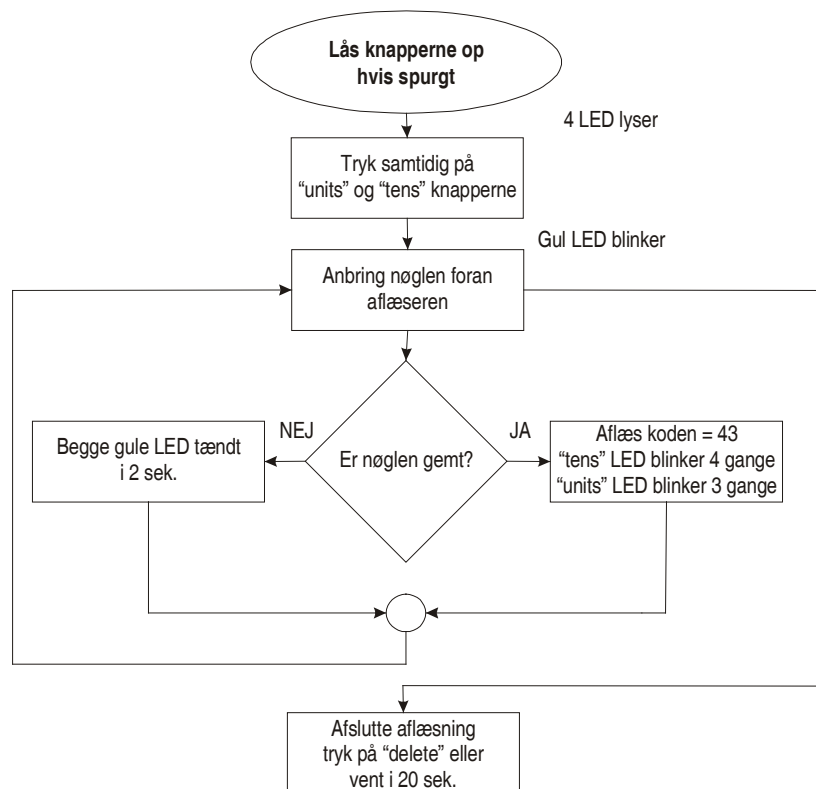 Lås knapperne op
hvis spurgt
4 LED lyser
Tryk samtidig på
“units” og “tens” knapperne
Gul LED blinker
Anbring nøglen foran
aflæseren
NEJ
JA
Begge gule LED tændt
i 2 sek.
Er nøglen gemt?
Aflæs koden = 43
“tens” LED blinker 4 gange
“units” LED blinker 3 gange
Afslutte aflæsning
tryk på “delete” eller
vent i 20 sek.